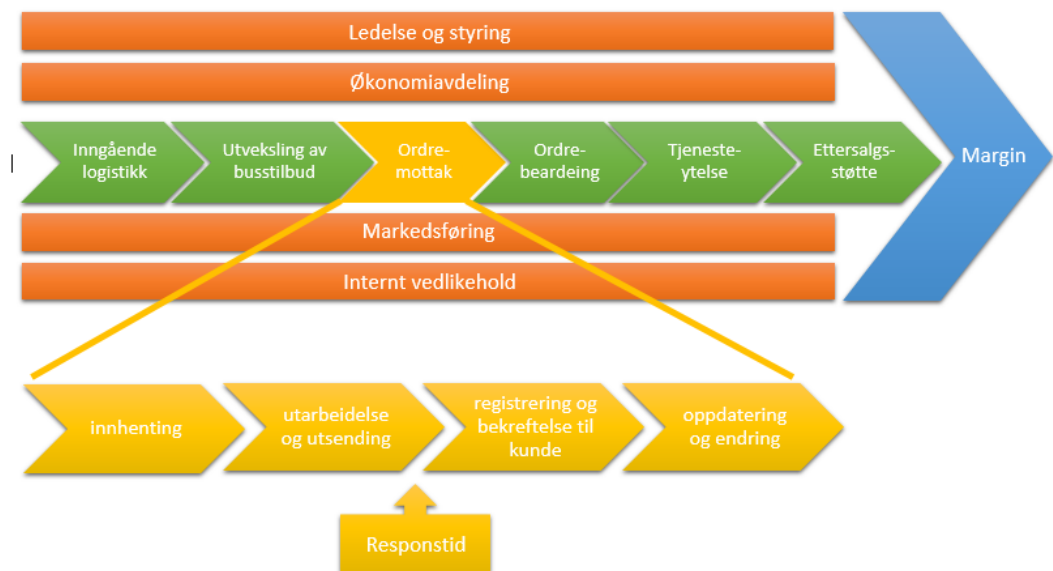 Ledelse og styring
Økonomiavdeling
Inngående
logistikk
Utveksling av
busstilbud
Ordre-
mottak
Ordre-
beardeing
Tjeneste-
ytelse
Ettersalgs-
støtte
Margin
Markedsføring
Internt vedlikehold
innhenting
utarbeidelse
og utsending
registrering og
bekreftelse til
kunde
oppdatering
og endring
Responstid